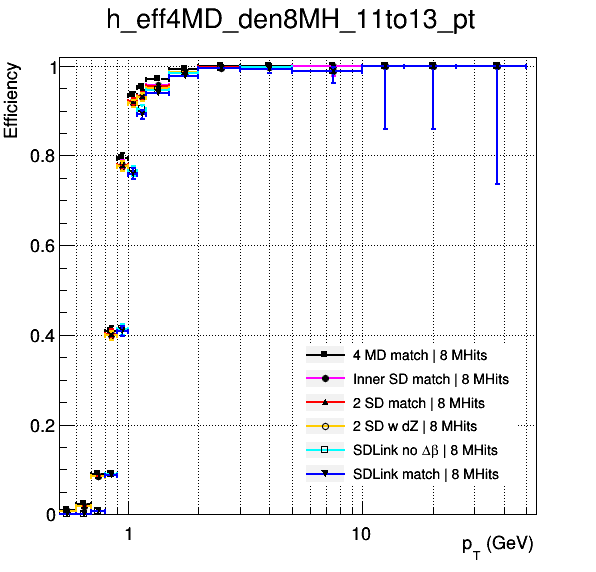 h_eff4MD_den8MH_11to13_pt
Efficiency
1
0.8
0.6
0.4
0.2
0
4 MD match | 8 MHits
Inner SD match | 8 MHits
2 SD match | 8 MHits
2 SD w dZ | 8 MHits
SDLink no Δβ | 8 MHits
SDLink match | 8 MHits
1
10
p_T (GeV)